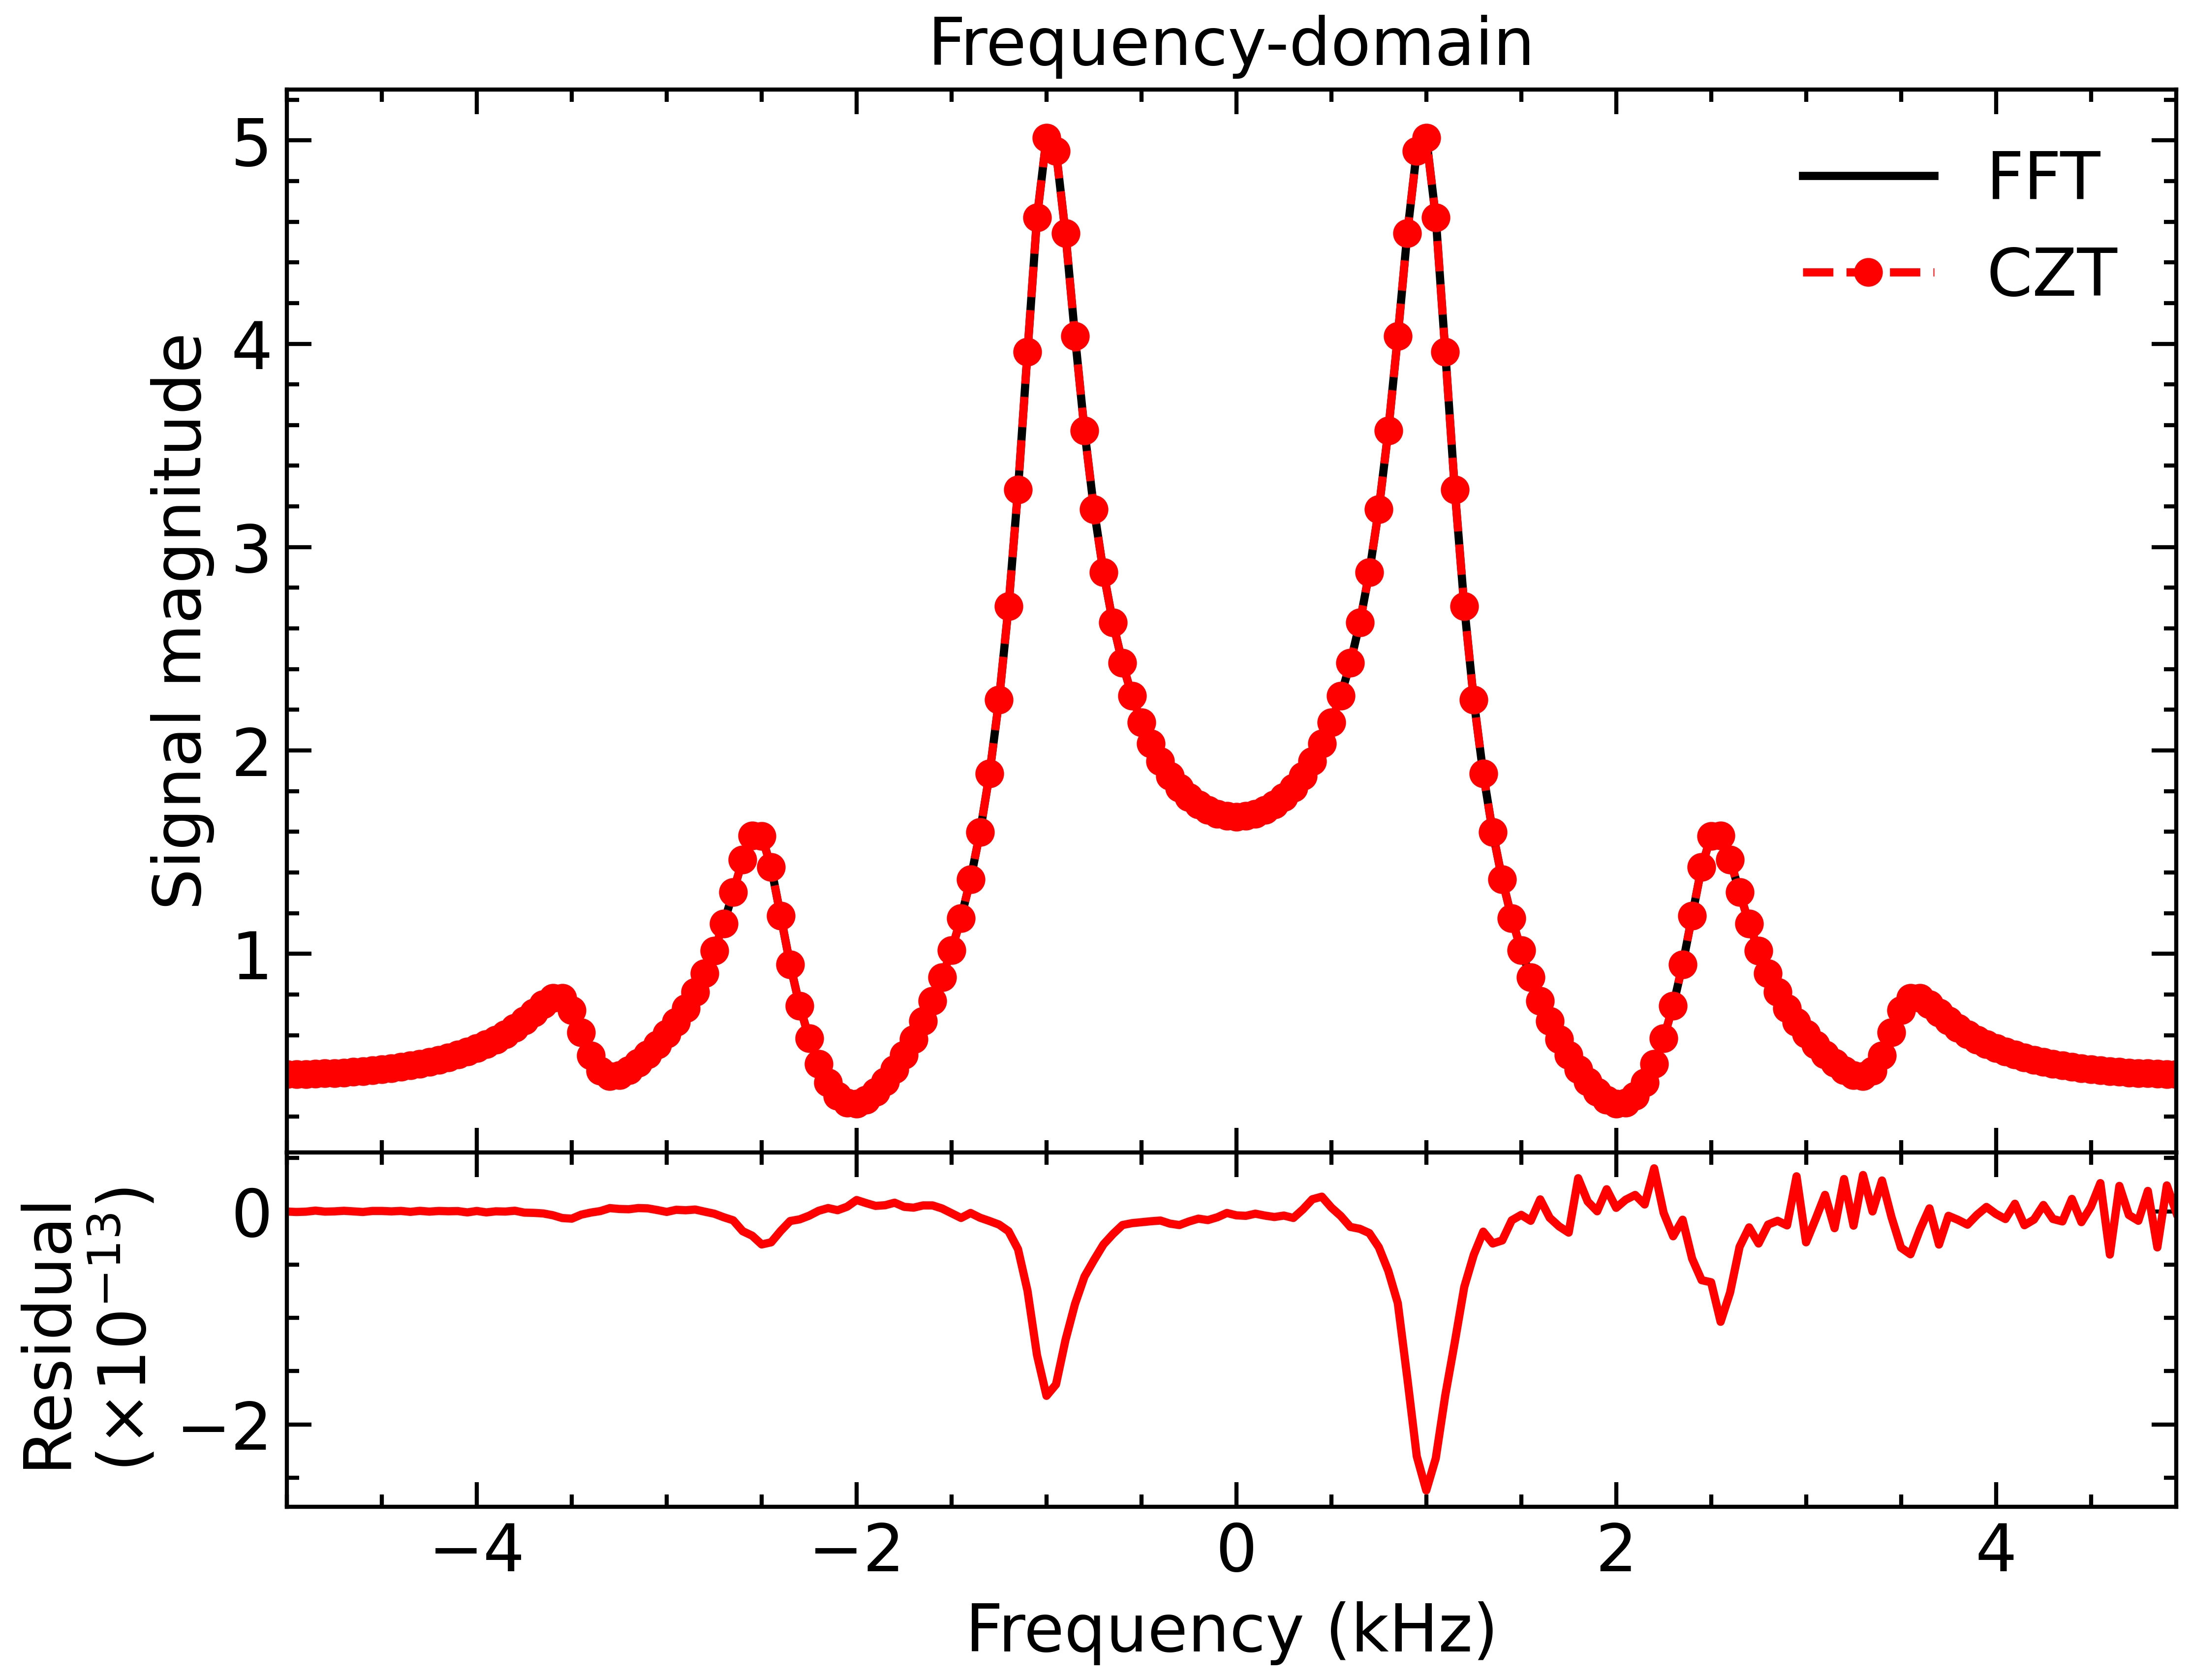 Frequency-domain
5
4
3
2
1
Signal magnitude
FFT
CZT
0
−2
Residual
(×10⁻¹³)
−4 −2 0 2 4
Frequency (kHz)